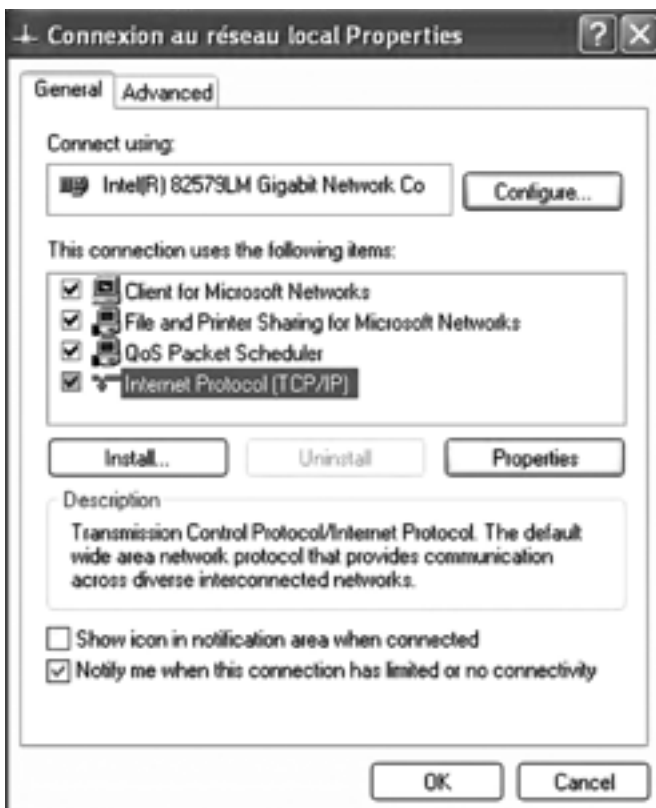 Connexion au réseau local Properties
General Advanced
Connect using:
Intel(R) 82579LM Gigabit Network Co Configure...
This connection uses the following items:
Client for Microsoft Networks
File and Printer Sharing for Microsoft Networks
QoS Packet Scheduler
Internet Protocol (TCP/IP)
Install... Uninstall Properties
Description
Transmission Control Protocol/Internet Protocol. The default
wide area network protocol that provides communication
across diverse interconnected networks.
Show icon in notification area when connected
Notify me when this connection has limited or no connectivity
OK Cancel